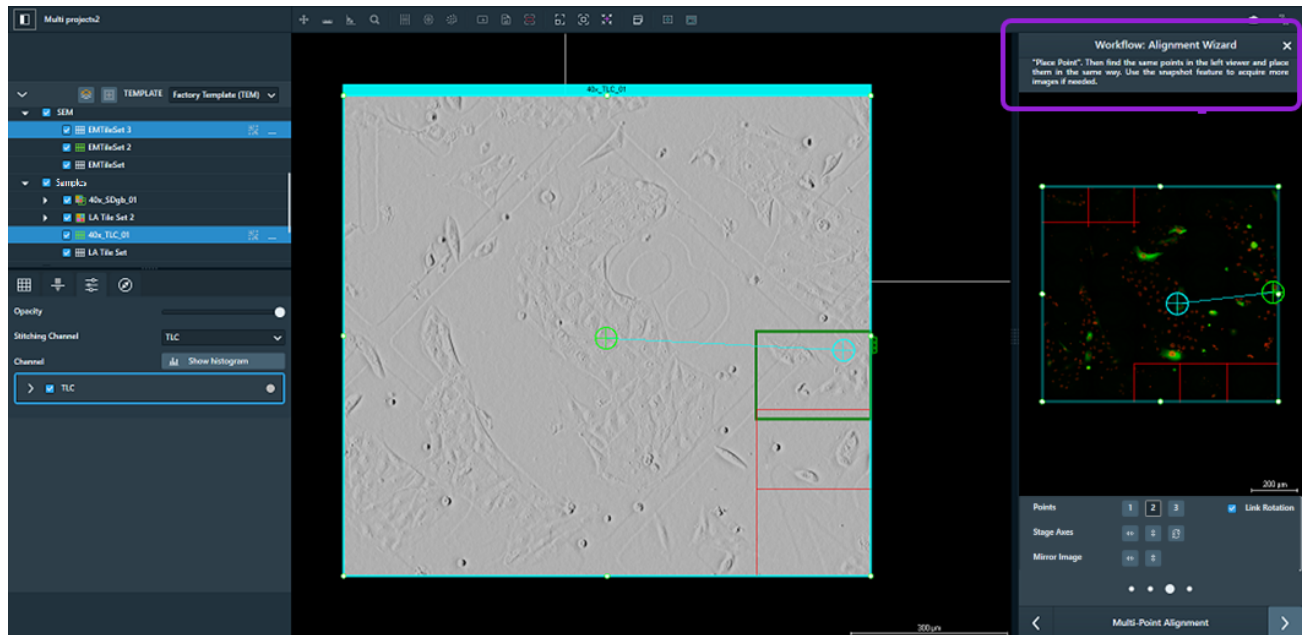 Multi projects2
TEMPLATE Factory Template (TEM)
SEM
EMTileSet 3
EMTileSet 2
EMTileSet
Samples
40x_SDgb_01
LA Tile Set 2
40x_TLC_01
LA Tile Set
Opacity
Stitching Channel TLC
Channel Show histogram
TLC
40x_TLC_01
300 µm
Workflow: Alignment Wizard
"Place Point". Then find the same points in the left viewer and place
them in the same way. Use the snapshot feature to acquire more
images if needed.
200 µm
Points 1 2 3 Link Rotation
Stage Axes
Mirror Image
Multi-Point Alignment